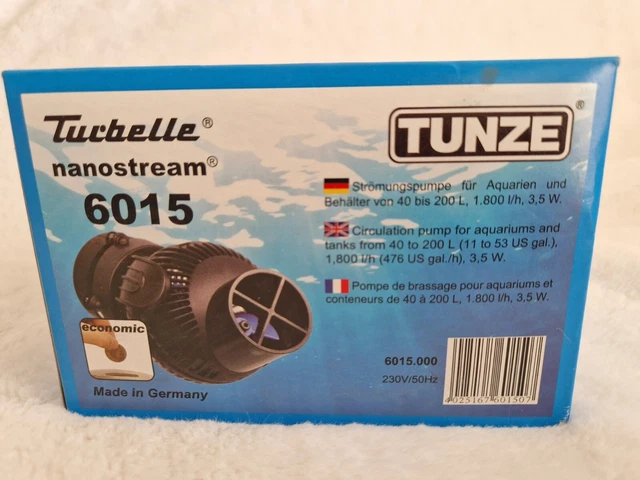 Turbelle®
nanostream®
6015
TUNZE®
Strömungspumpe für Aquarien und
Behälter von 40 bis 200 L, 1.800 l/h, 3,5 W.
Circulation pump for aquariums and
tanks from 40 to 200 L (11 to 53 US gal.),
1,800 l/h (476 US gal./h), 3,5 W.
Pompe de brassage pour aquariums et
conteneurs de 40 à 200 L, 1.800 l/h, 3,5 W.
economic
Made in Germany
6015.000
230V/50Hz
4025167601507